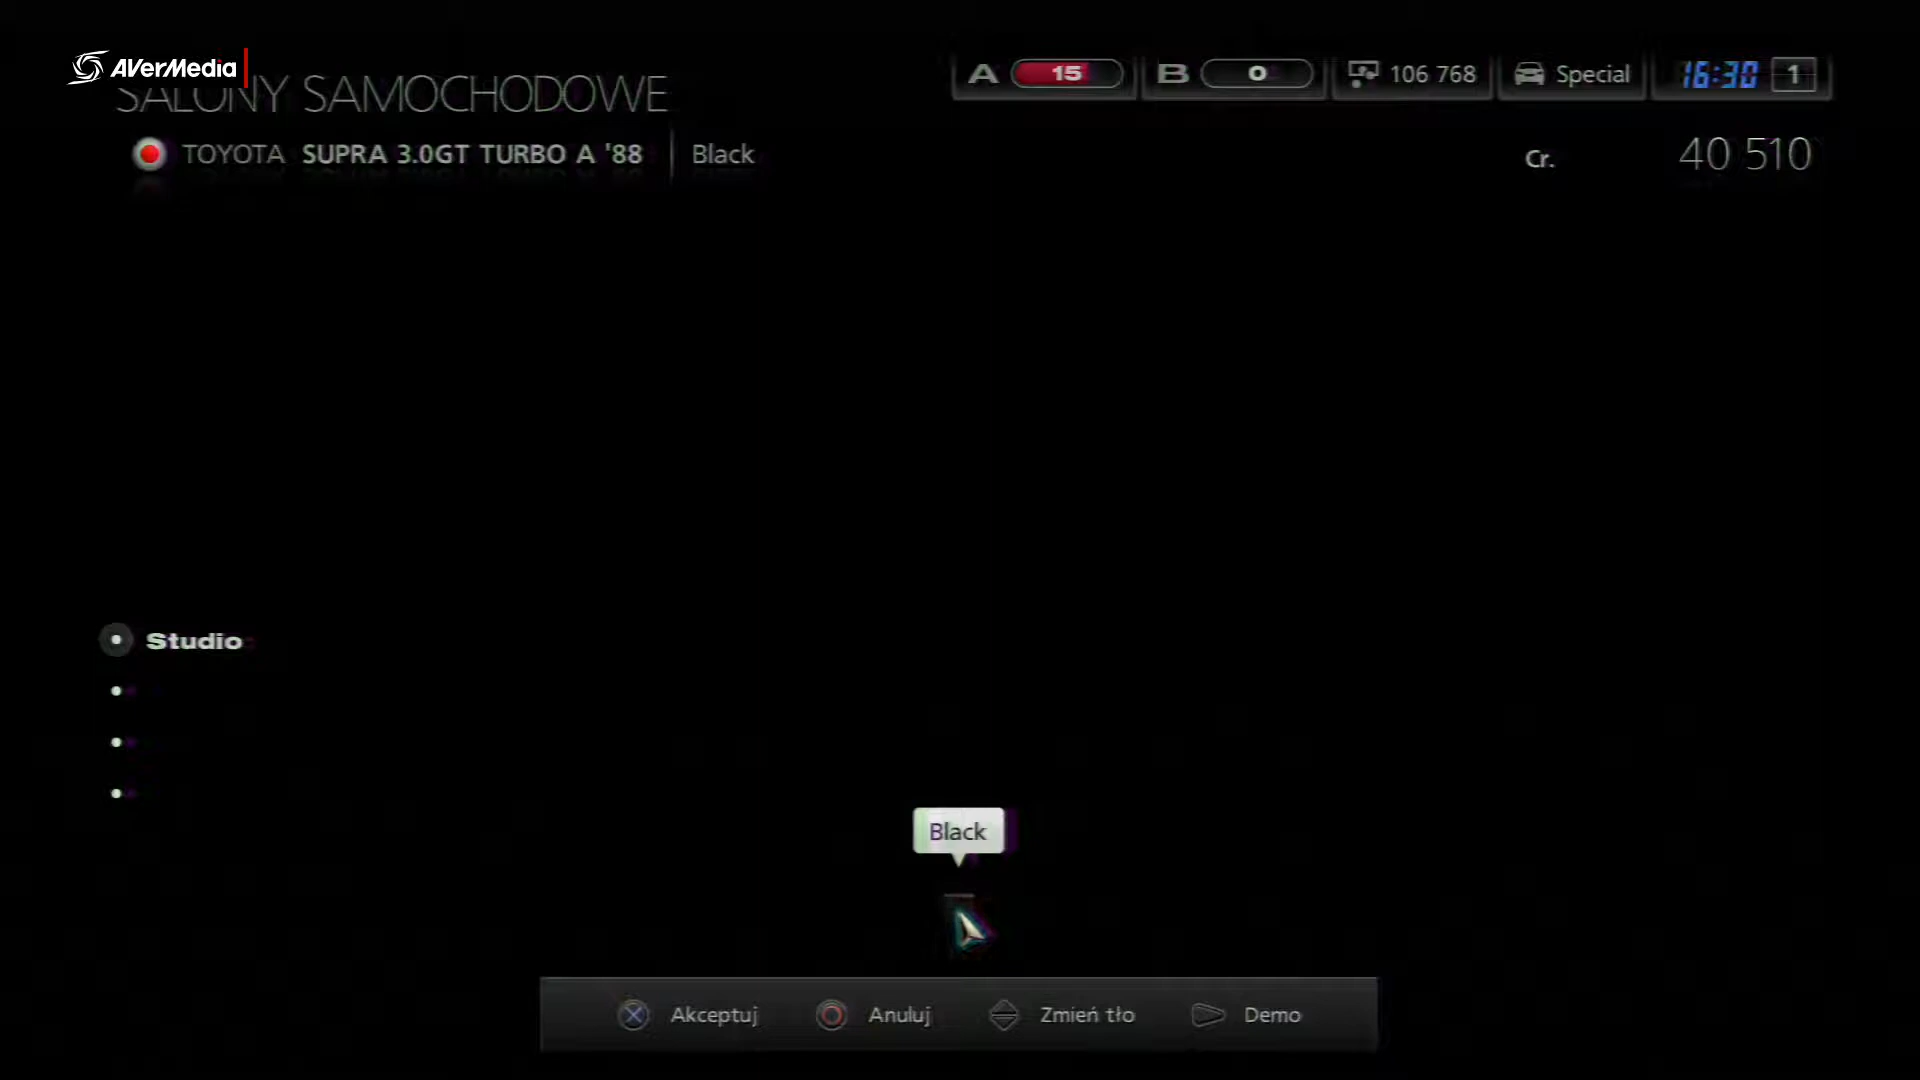 AVerMedia
SALONY SAMOCHODOWE
A 15 B 0 106 768 Special 16:30 1
TOYOTA SUPRA 3.0GT TURBO A '88 Black
Cr. 40 510
Studio
Black
Akceptuj Anuluj Zmień tło Demo